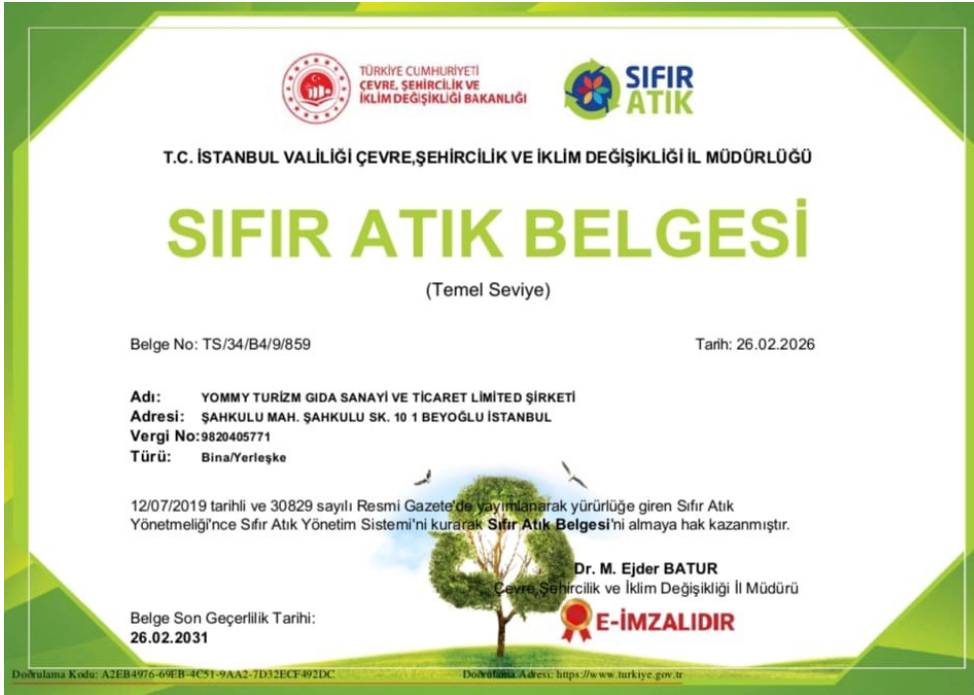 TÜRKİYE CUMHURİYETİ
ÇEVRE, ŞEHİRCİLİK VE
İKLİM DEĞİŞİKLİĞİ BAKANLIĞI
SIFIR
ATIK
T.C. İSTANBUL VALİLİĞİ ÇEVRE,ŞEHİRCİLİK VE İKLİM DEĞİŞİKLİĞİ İL MÜDÜRLÜĞÜ
SIFIR ATIK BELGESİ
(Temel Seviye)
Belge No: TS/34/B4/9/859 Tarih: 26.02.2026
Adı: YOMMY TURİZM GIDA SANAYİ VE TİCARET LİMİTED ŞİRKETİ
Adresi: ŞAHKULU MAH. ŞAHKULU SK. 10 1 BEYOĞLU İSTANBUL
Vergi No:9820405771
Türü: Bina/Yerleşke
12/07/2019 tarihli ve 30829 sayılı Resmi Gazete'de yayımlanarak yürürlüğe giren Sıfır Atık
Yönetmeliği'nce Sıfır Atık Yönetim Sistemi'ni kurarak Sıfır Atık Belgesi'ni almaya hak kazanmıştır.
Dr. M. Ejder BATUR
Çevre,Şehircilik ve İklim Değişikliği İl Müdürü
E-İMZALIDIR
Belge Son Geçerlilik Tarihi:
26.02.2031
Doğrulama Kodu: A2EB4976-69EB-4C51-9AA2-7D32ECF492DC Doğrulama Adresi: https://www.turkiye.gov.tr